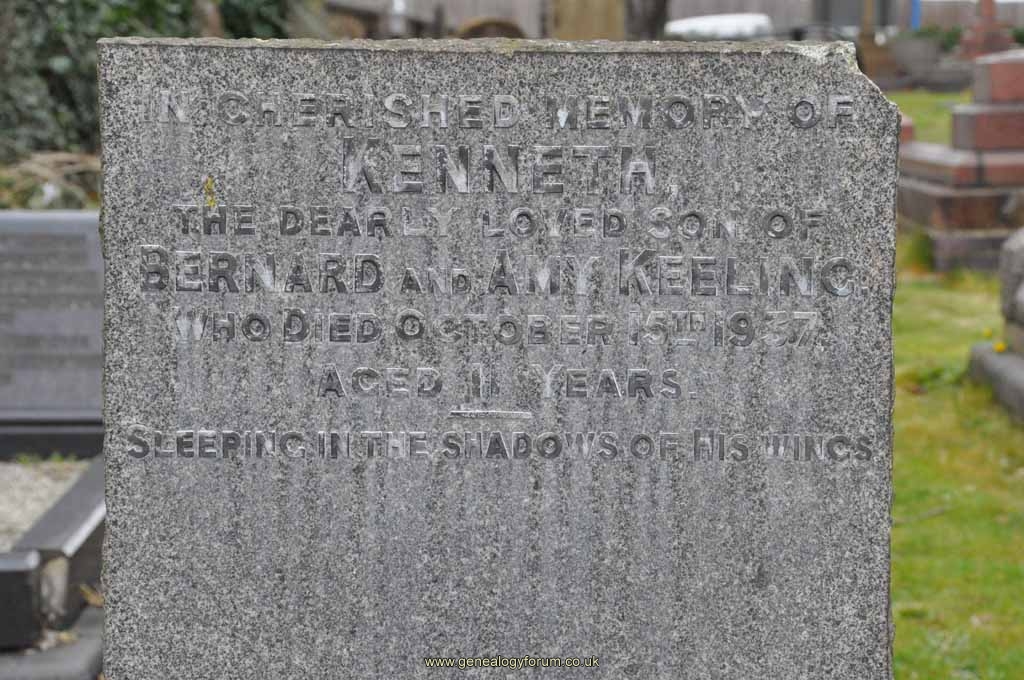 IN CHERISHED MEMORY OF
KENNETH,
THE DEARLY LOVED SON OF
BERNARD AND AMY KEELING.
WHO DIED OCTOBER 15TH 1937.
AGED 11 YEARS.
SLEEPING IN THE SHADOWS OF HIS WINGS.
www.genealogyforum.co.uk